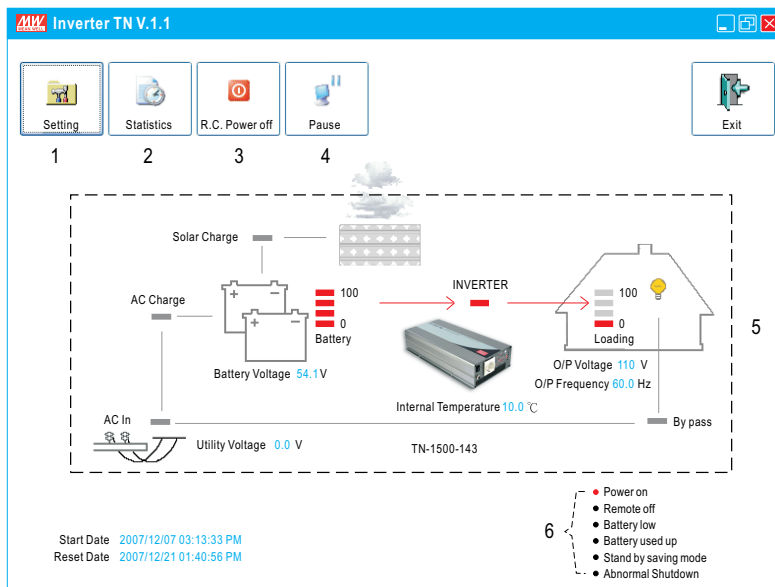 MW
MEAN WELL
Inverter TN V.1.1
Setting
Statistics
R.C. Power off
Pause
Exit
1
2
3
4
Solar Charge
AC Charge
100
0
Battery
Battery Voltage 54.1V
INVERTER
100
0
Loading
O/P Voltage 110 V
O/P Frequency 60.0 Hz
5
Internal Temperature 10.0 ℃
AC In
Utility Voltage 0.0 V
By pass
TN-1500-143
6
Power on
Remote off
Battery low
Battery used up
Stand by saving mode
Abnormal Shutdown
Start Date 2007/12/07 03:13:33 PM
Reset Date 2007/12/21 01:40:56 PM